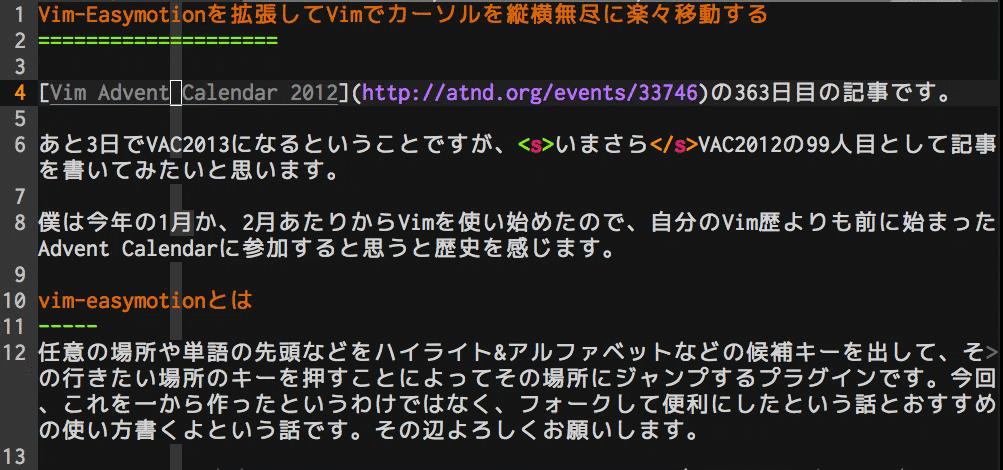 1 Vim-Easymotionを拡張してVimでカーソルを縦横無尽に楽々移動する
2 ====================
3
4 [Vim Advent Calendar 2012](http://atnd.org/events/33746)の363日目の記事です。
5
6 あと3日でVAC2013になるということですが、<s>いまさら</s>VAC2012の99人目として記事
を書いてみたいと思います。
7
8 僕は今年の1月か、2月あたりからVimを使い始めたので、自分のVim歴よりも前に始まった
Advent Calendarに参加すると思うと歴史を感じます。
9
10 vim-easymotionとは
11 -----
12 任意の場所や単語の先頭などをハイライト&アルファベットなどの候補キーを出して、そ>
の行きたい場所のキーを押すことによってその場所にジャンプするプラグインです。今回
、これを一から作ったというわけではなく、フォークして便利にしたという話とおすすめ
の使い方書くよという話です。その辺よろしくお願いします。
13